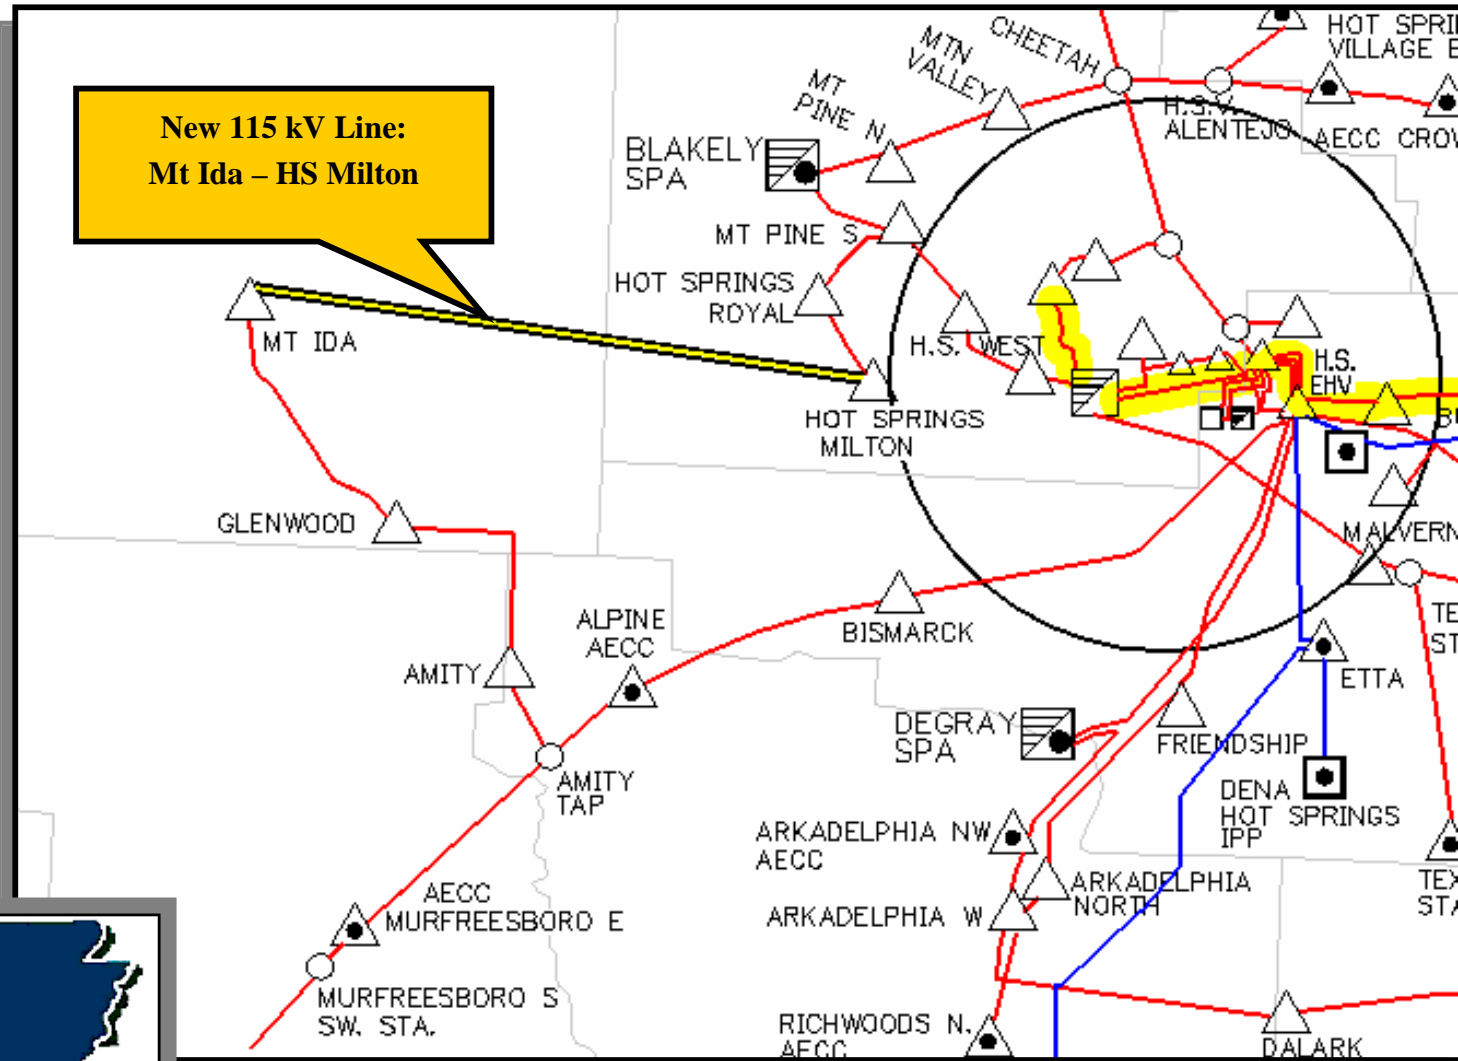 New 115 kV Line:
Mt Ida – HS Milton
CHEETAH
MTN
VALLEY
MT
PINE N
HOT
VILLAGE
H.S.V.
ALENTEJO
AECC
BLAKELY
SPA
MT PINE S
HOT SPRINGS
ROYAL
MT IDA
H.S. WEST
H.S.
EHV
HOT SPRINGS
MILTON
GLENWOOD
MALVERN
ALPINE
AECC
BISMARCK
AMITY
ETTA
DEGRAY
SPA
FRIENDSHIP
AMITY
TAP
DENA
HOT SPRINGS
IPP
ARKADELPHIA NW
AECC
ARKADELPHIA
NORTH
AECC
MURFREESBORO E
ARKADELPHIA W
MURFREESBORO S
SW. STA.
RICHWOODS N.
AECC
DALARK